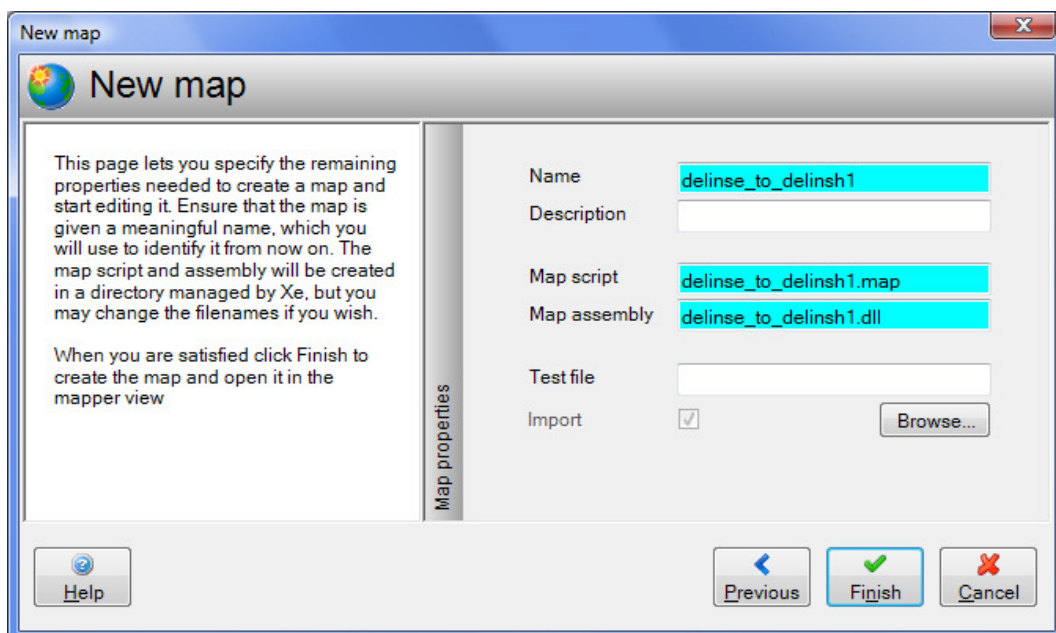 New map
New map
This page lets you specify the remaining
properties needed to create a map and
start editing it. Ensure that the map is
given a meaningful name, which you
will use to identify it from now on. The
map script and assembly will be created
in a directory managed by Xe, but you
may change the filenames if you wish.
When you are satisfied click Finish to
create the map and open it in the
mapper view
Map properties
Name
delinse_to_delinsh1
Description
Map script
delinse_to_delinsh1.map
Map assembly
delinse_to_delinsh1.dll
Test file
Import
Browse...
Help
Previous
Finish
Cancel